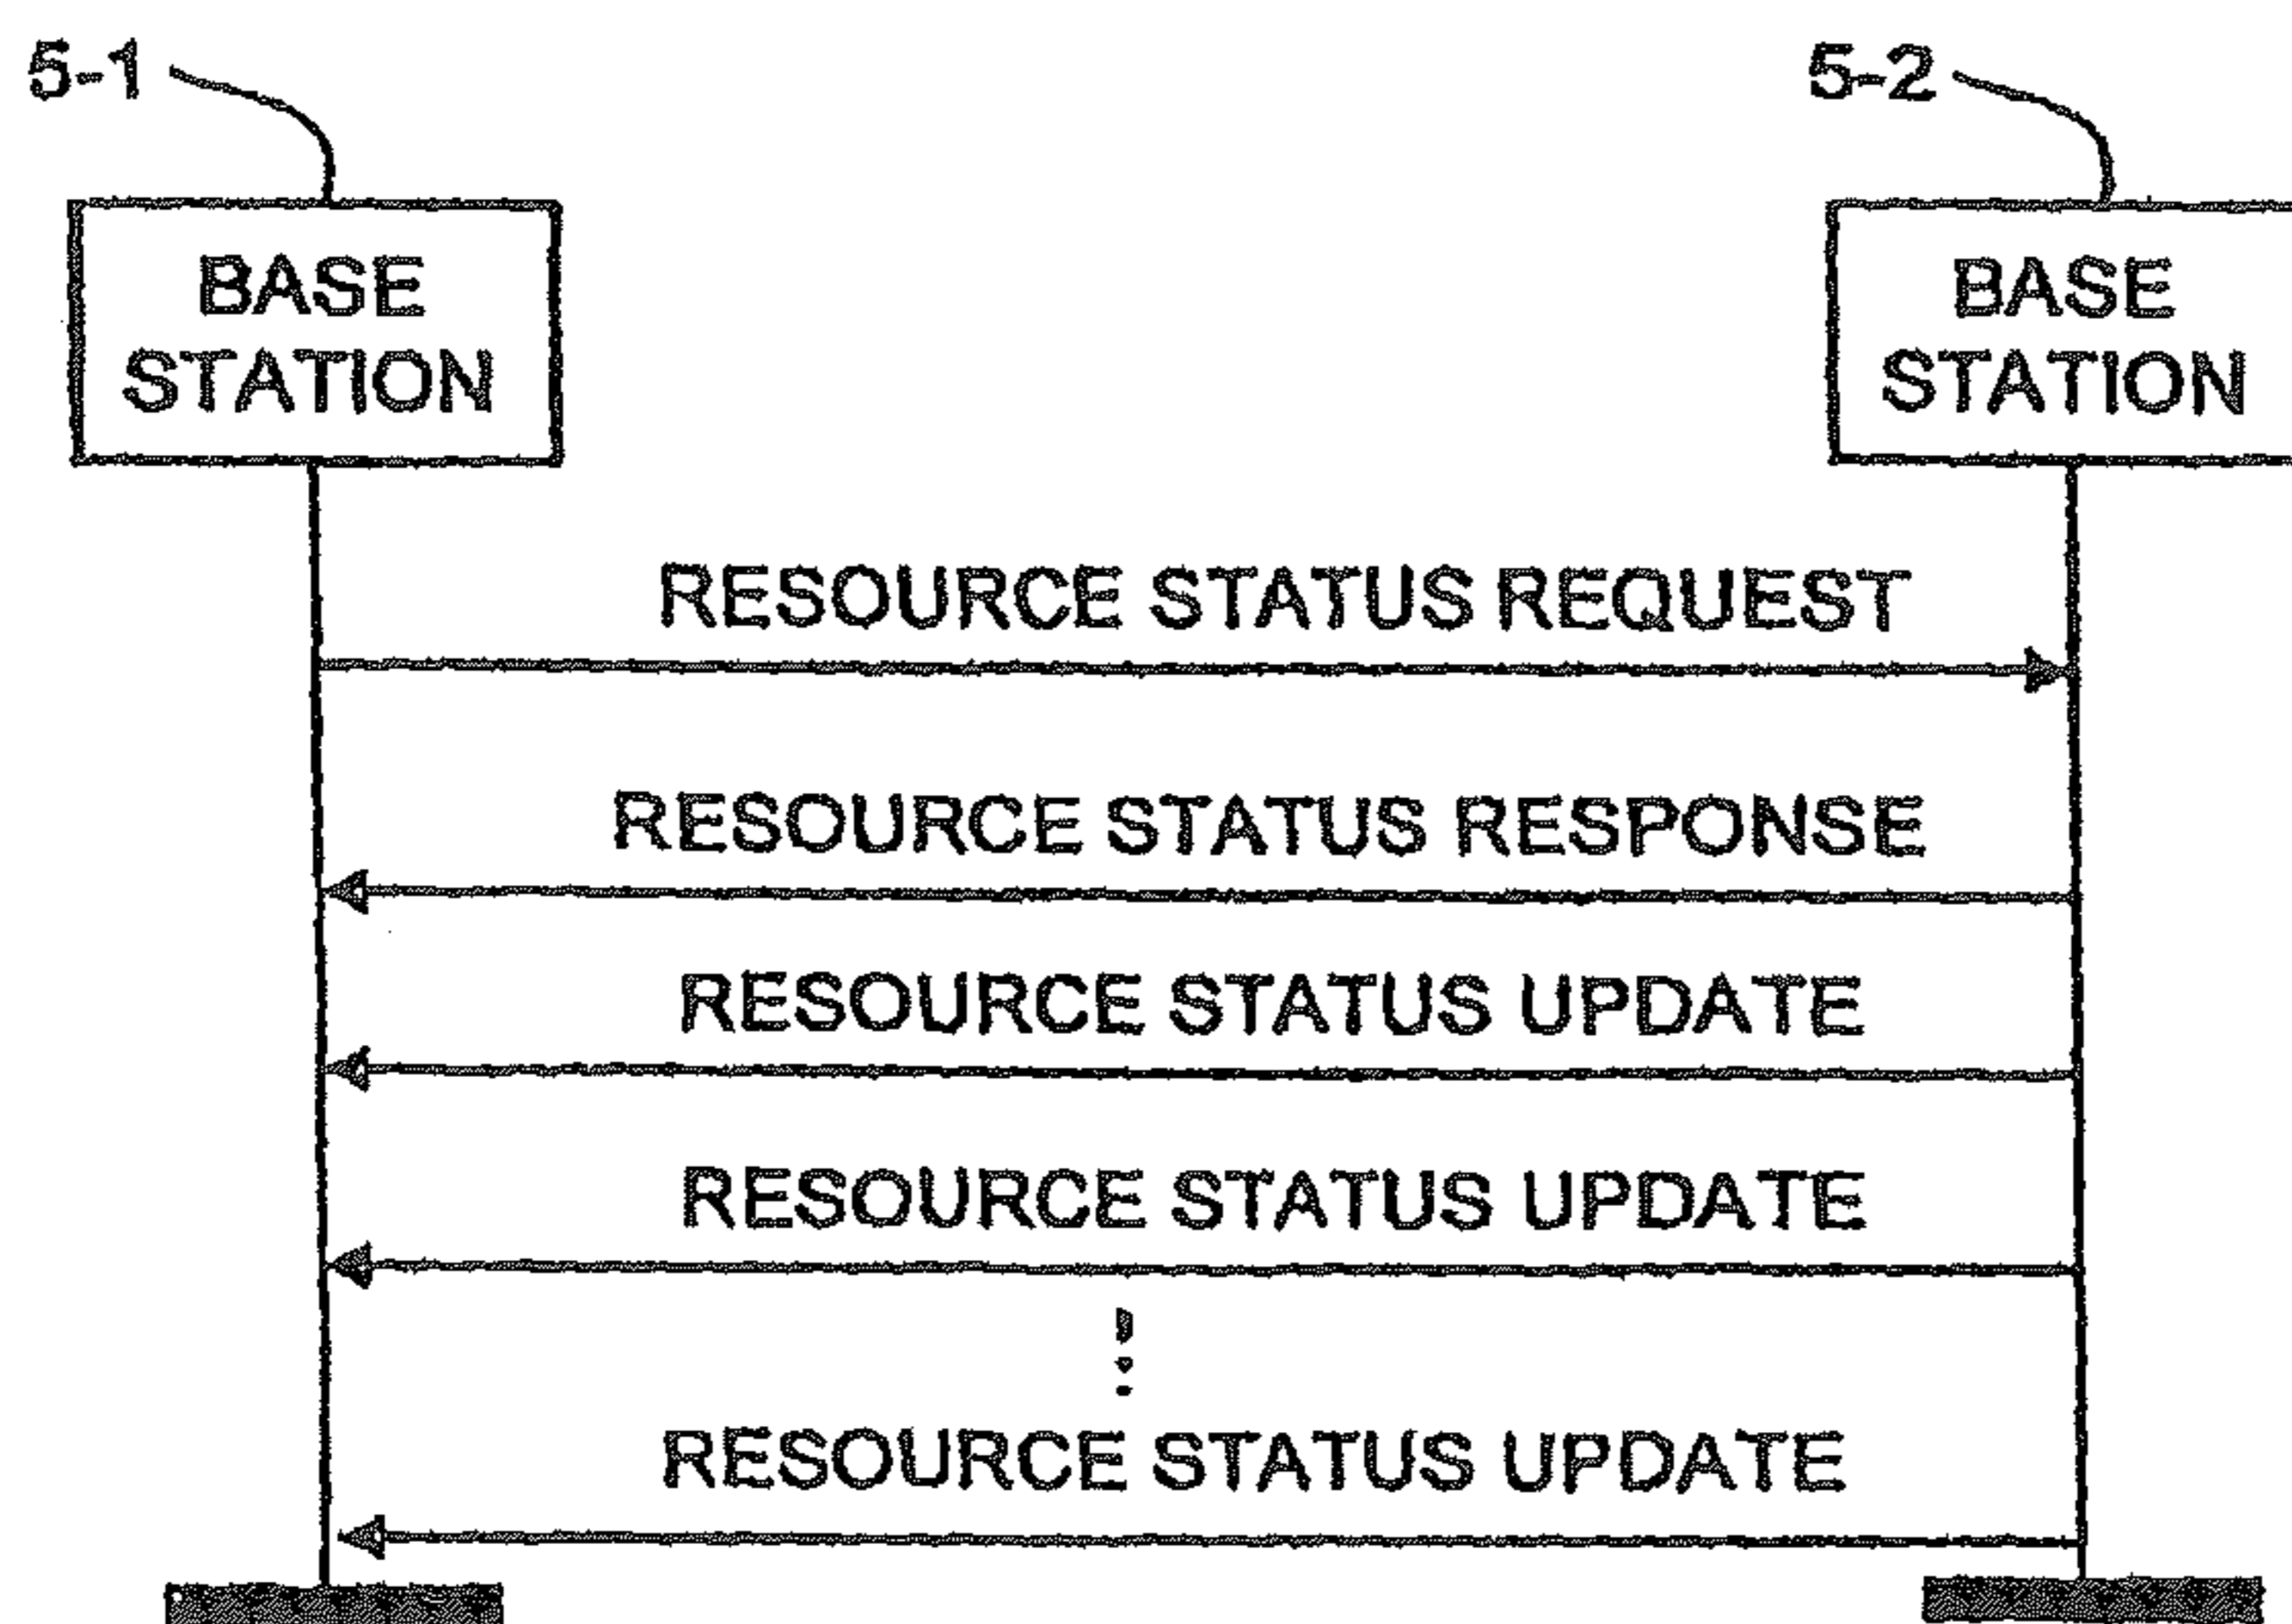 5-1
5-2
BASE
STATION
BASE
STATION
RESOURCE STATUS REQUEST
RESOURCE STATUS RESPONSE
RESOURCE STATUS UPDATE
RESOURCE STATUS UPDATE
RESOURCE STATUS UPDATE